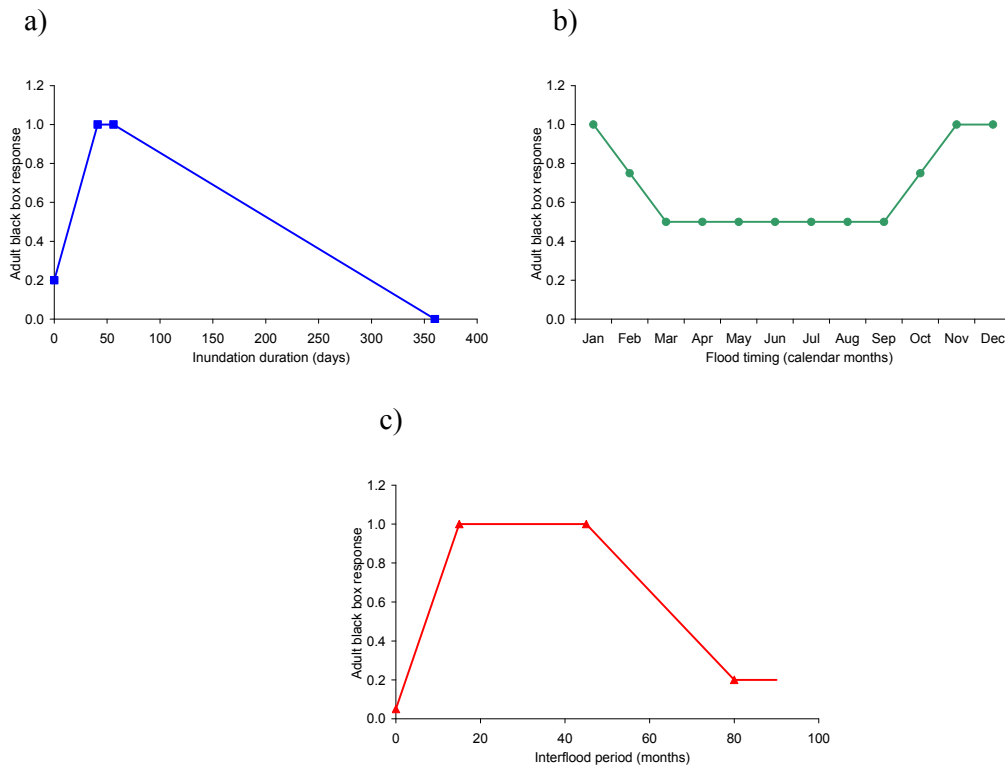 a)
1.2
1.0
0.8
0.6
0.4
0.2
0.0
Adult black box response
0 50 100 150 200 250 300 350 400
Inundation duration (days)
b)
1.2
1.0
0.8
0.6
0.4
0.2
0.0
Adult black box response
Jan Feb Mar Apr May Jun Jul Aug Sep Oct Nov Dec
Flood timing (calendar months)
c)
1.2
1.0
0.8
0.6
0.4
0.2
0.0
Adult black box response
0 20 40 60 80 100
Interflood period (months)